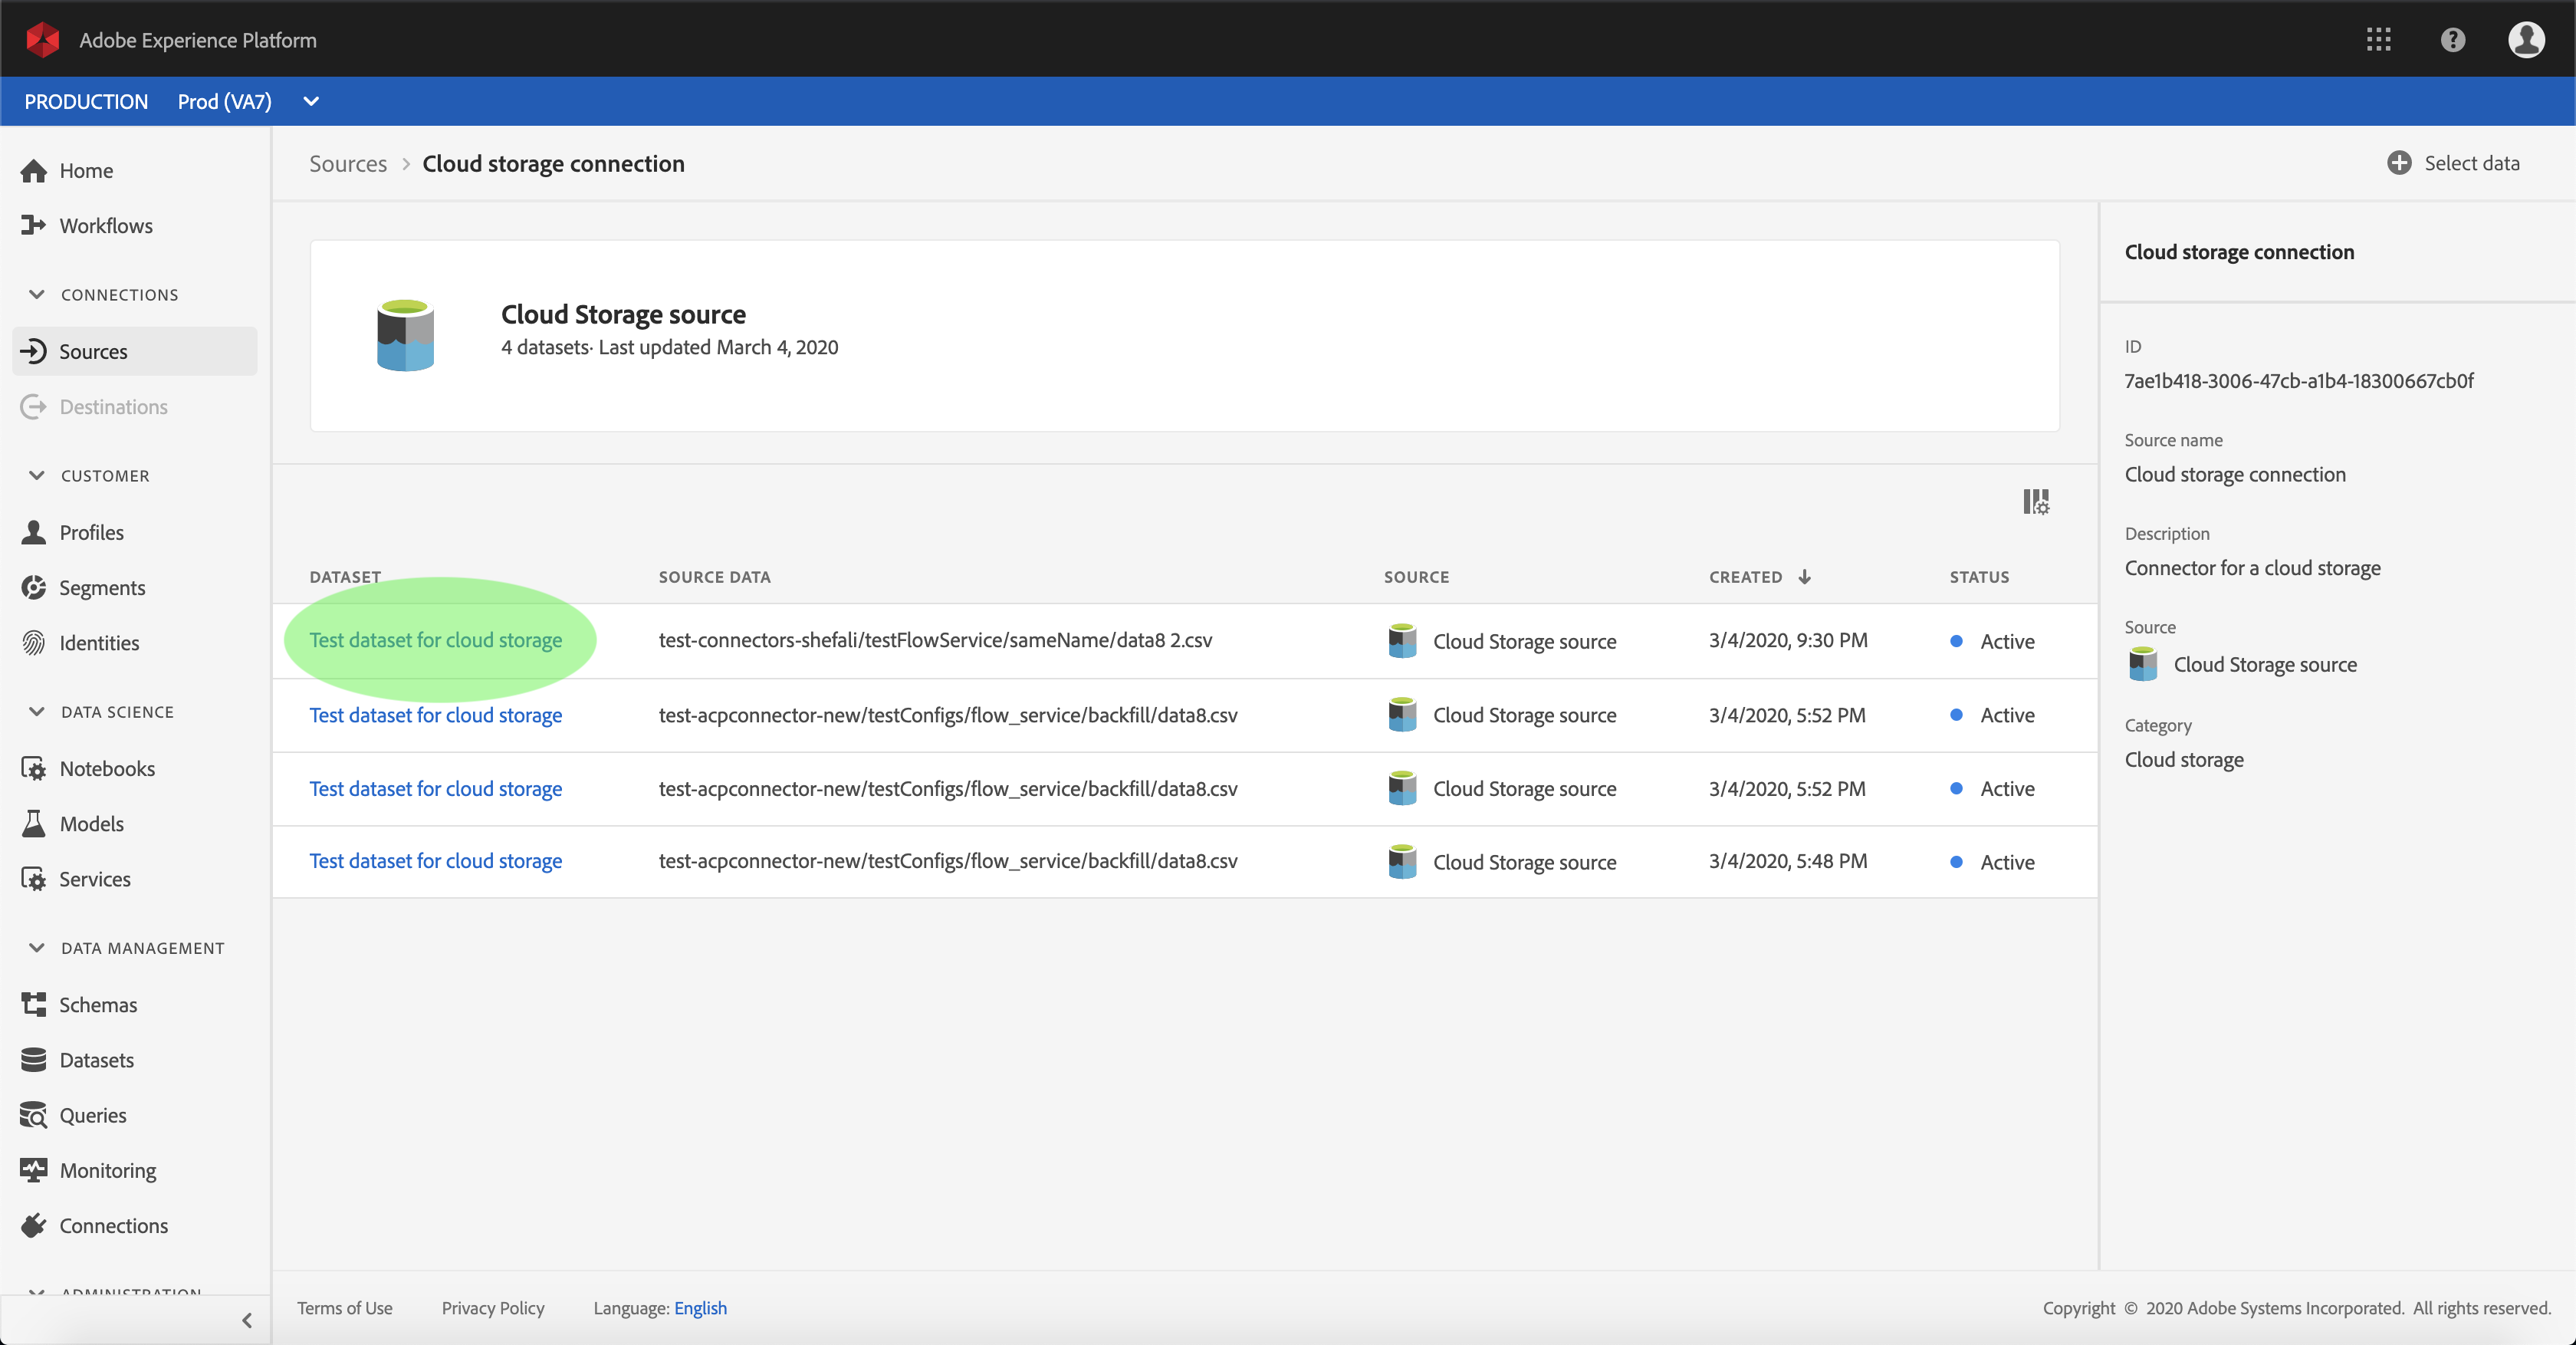 Adobe Experience Platform
?
PRODUCTION Prod (VA7)
Home
Workflows
CONNECTIONS
Sources
Destinations
CUSTOMER
Profiles
Segments
Identities
DATA SCIENCE
Notebooks
Models
Services
DATA MANAGEMENT
Schemas
Datasets
Queries
Monitoring
Connections
ADMINISTRATION
Sources > Cloud storage connection
Select data
Cloud Storage source
4 datasets· Last updated March 4, 2020
DATASET SOURCE DATA SOURCE CREATED ↓ STATUS
Test dataset for cloud storage test-connectors-shefali/testFlowService/sameName/data8 2.csv Cloud Storage source 3/4/2020, 9:30 PM Active
Test dataset for cloud storage test-acpconnector-new/testConfigs/flow_service/backfill/data8.csv Cloud Storage source 3/4/2020, 5:52 PM Active
Test dataset for cloud storage test-acpconnector-new/testConfigs/flow_service/backfill/data8.csv Cloud Storage source 3/4/2020, 5:52 PM Active
Test dataset for cloud storage test-acpconnector-new/testConfigs/flow_service/backfill/data8.csv Cloud Storage source 3/4/2020, 5:48 PM Active
Cloud storage connection
ID
7ae1b418-3006-47cb-a1b4-18300667cb0f
Source name
Cloud storage connection
Description
Connector for a cloud storage
Source
Cloud Storage source
Category
Cloud storage
Terms of Use Privacy Policy Language: English
Copyright © 2020 Adobe Systems Incorporated. All rights reserved.